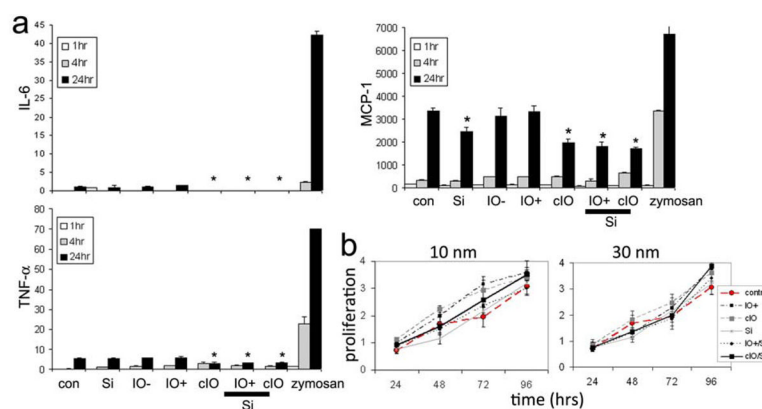 a
IL-6
45
40
35
30
25
20
15
10
5
0
1hr
4hr
24hr
* * *
MCP-1
7000
6000
5000
4000
3000
2000
1000
0
1hr
4hr
24hr
* * * *
con Si IO- IO+ cIO IO+ cIO zymosan
Si
TNF-α
80
70
60
50
40
30
20
10
0
1hr
4hr
24hr
* * *
con Si IO- IO+ cIO IO+ cIO zymosan
Si
b
10 nm
30 nm
proliferation
4
3
2
1
0
24 48 72 96
4
3
2
1
0
24 48 72 96
time (hrs)
contr
IO+
cIO
Si
IO+/S
cIO/S